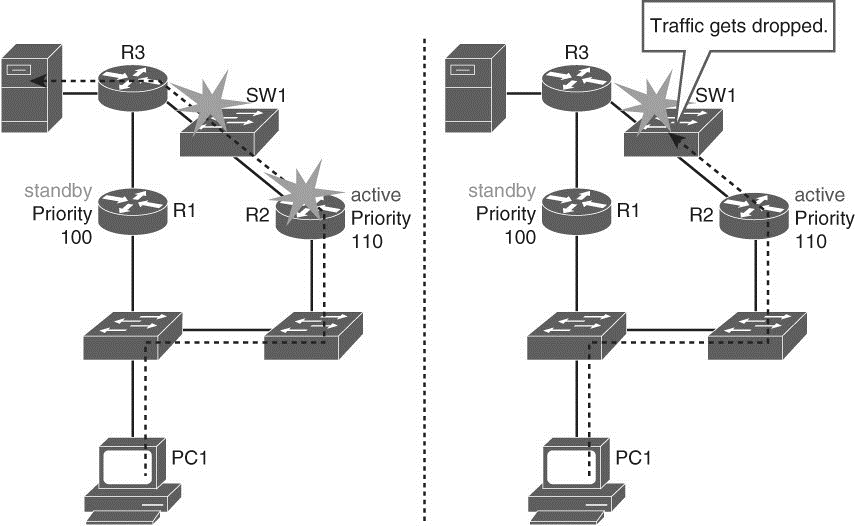 R3
SW1
standby
Priority
100
R1
R2
active
Priority
110
PC1
Traffic gets dropped.
R3
SW1
standby
Priority
100
R1
R2
active
Priority
110
PC1